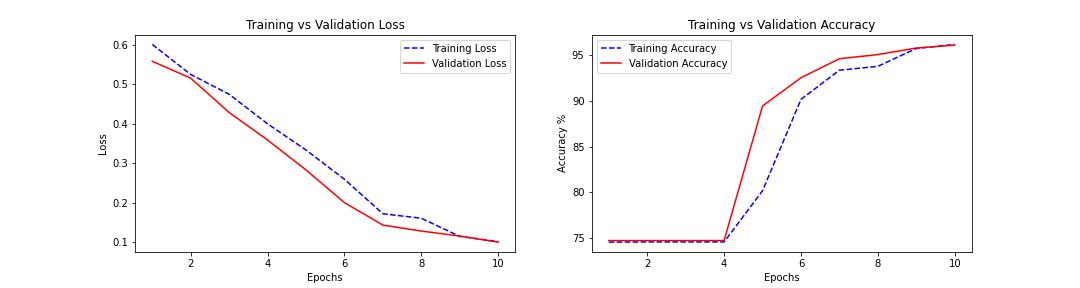 Training vs Validation Loss
0.6
0.5
0.4
0.3
0.2
0.1
Loss
Training Loss
Validation Loss
2
4
6
8
10
Epochs
Training vs Validation Accuracy
95
90
85
80
75
Accuracy %
Training Accuracy
Validation Accuracy
2
4
6
8
10
Epochs